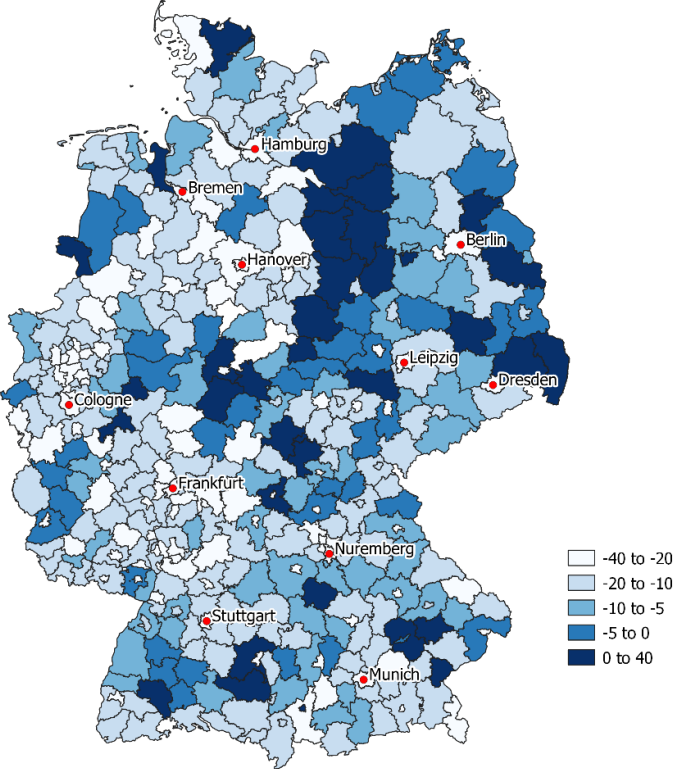 Hamburg
Bremen
Berlin
Hanover
Leipzig
Dresden
Cologne
Frankfurt
Nuremberg
Stuttgart
Munich
-40 to -20
-20 to -10
-10 to -5
-5 to 0
0 to 40